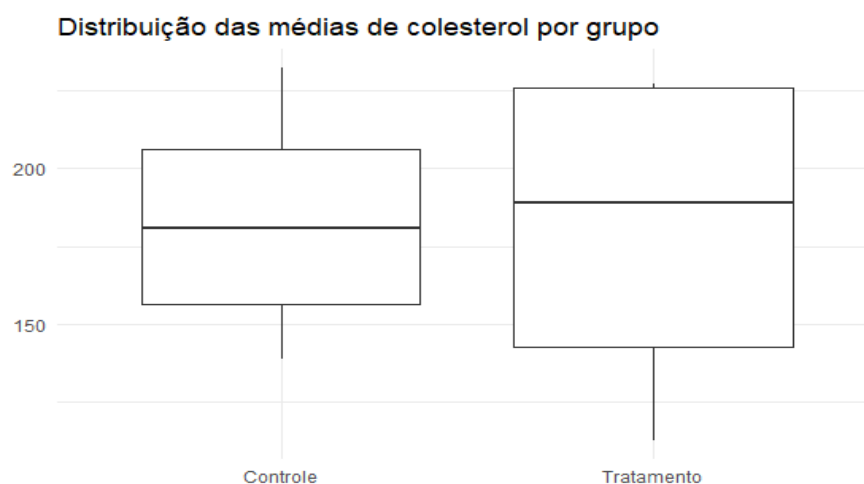 Distribuição das médias de colesterol por grupo
200
150
Controle Tratamento